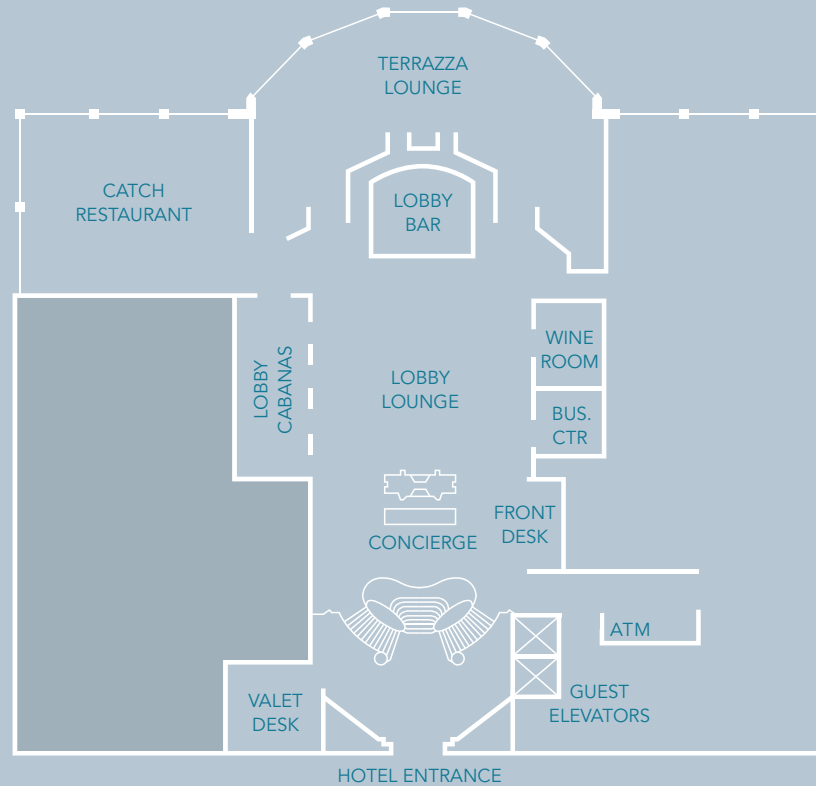 TERRAZZA
LOUNGE
CATCH
RESTAURANT
LOBBY
BAR
WINE
ROOM
LOBBY
CABANAS
LOBBY
LOUNGE
BUS.
CTR
FRONT
DESK
CONCIERGE
ATM
VALET
DESK
GUEST
ELEVATORS
HOTEL ENTRANCE